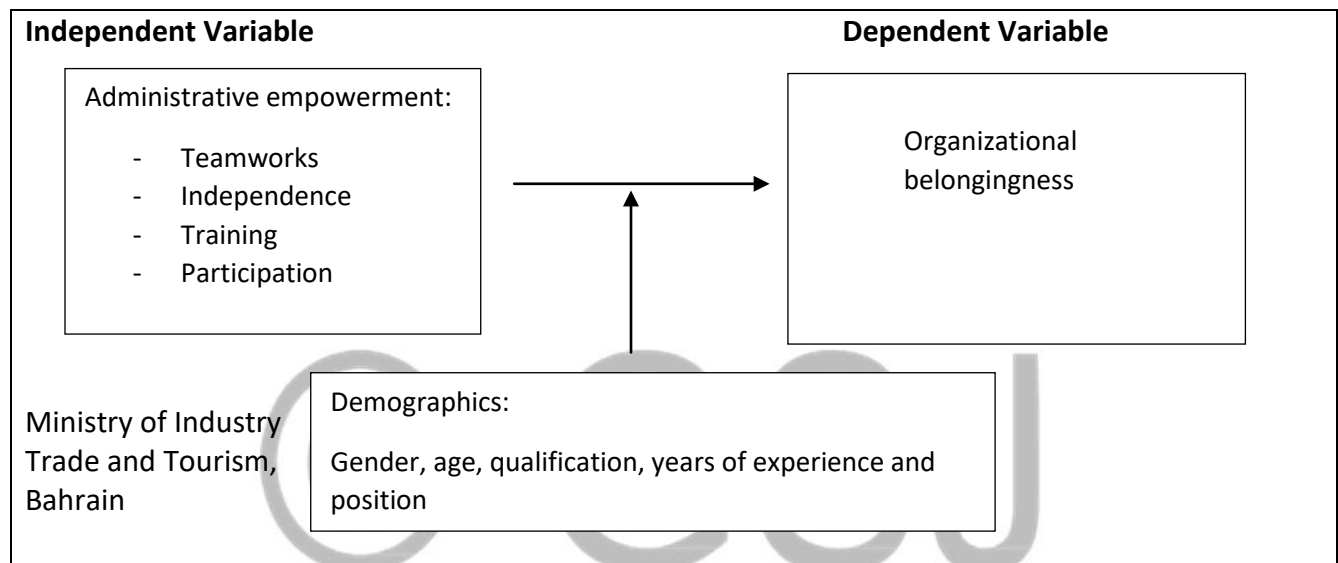 Independent Variable
Dependent Variable
Administrative empowerment:
- Teamworks
- Independence
- Training
- Participation
Organizational
belongingness
Ministry of Industry
Trade and Tourism,
Bahrain
Demographics:
Gender, age, qualification, years of experience and
position
© GSJ